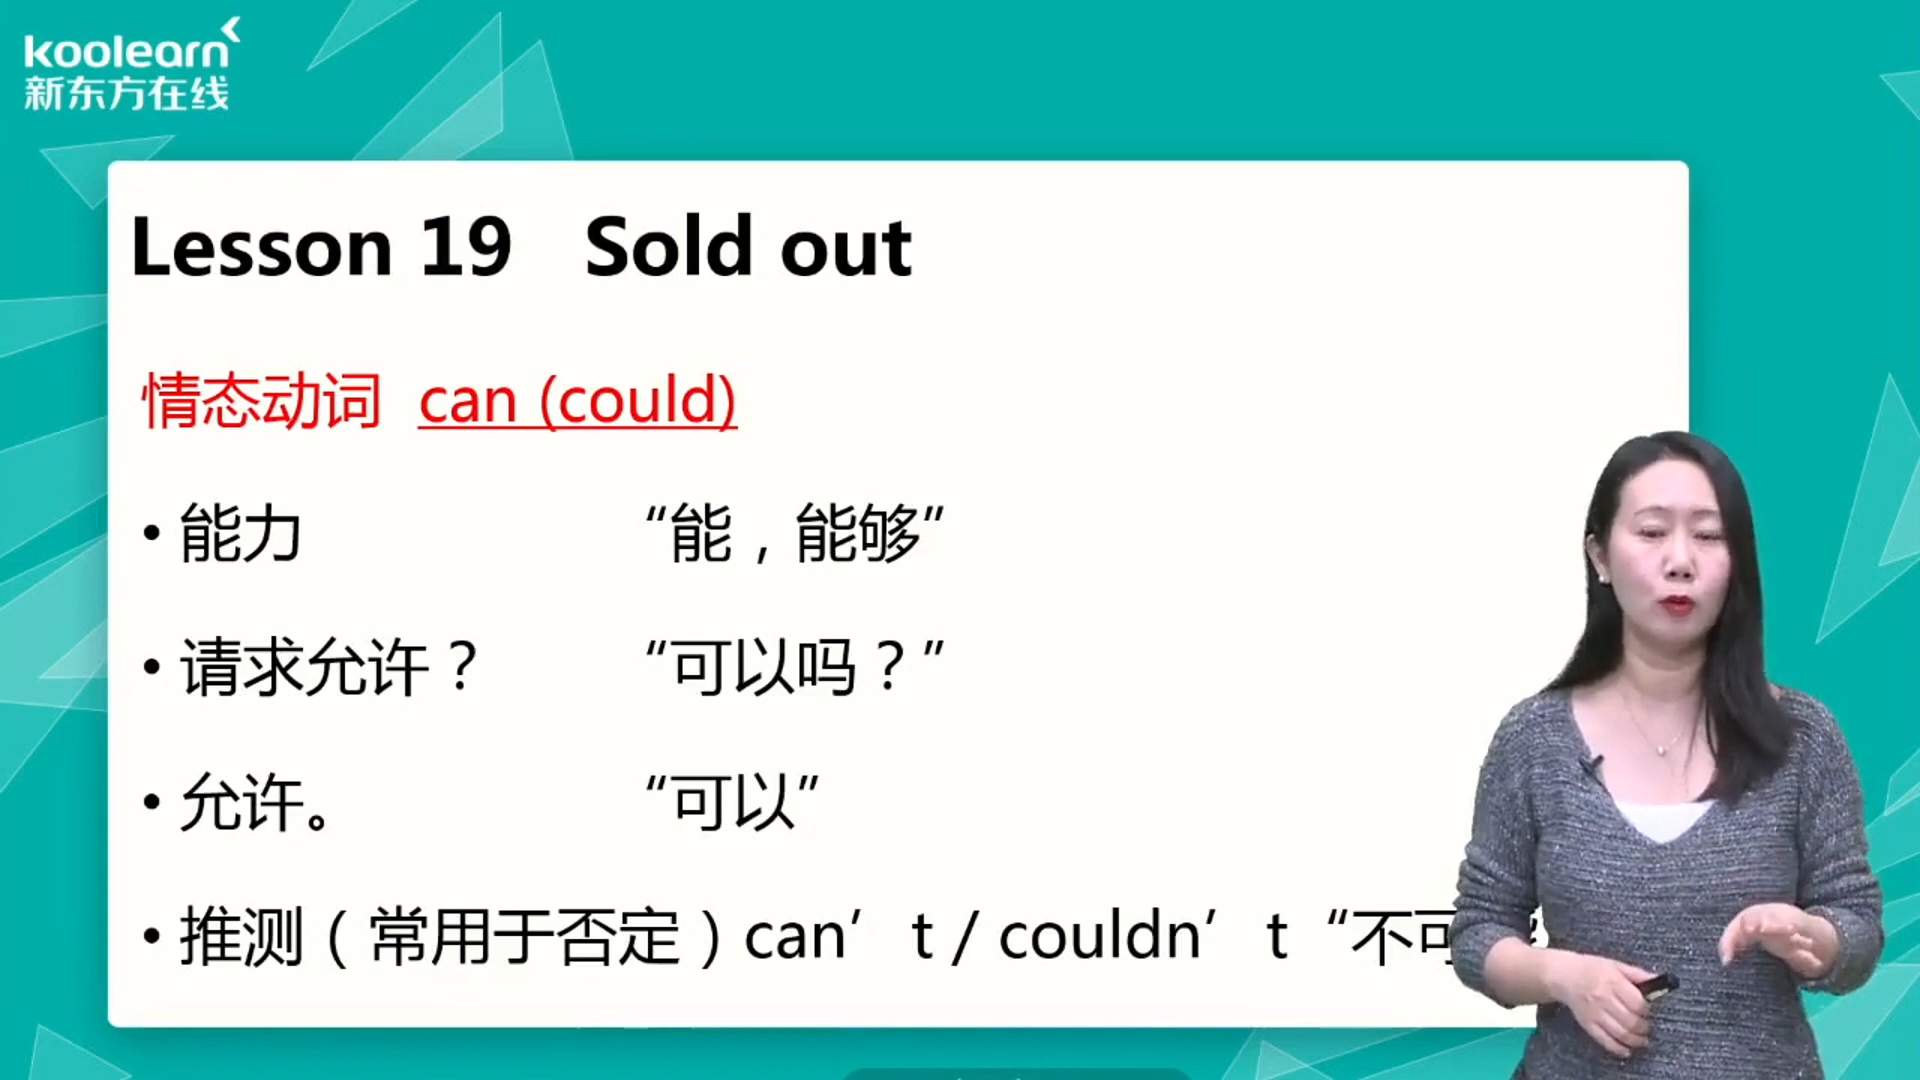 koolearn
新东方在线
Lesson 19 Sold out
情态动词 can (could)
• 能力 “能，能够”
• 请求允许？ “可以吗？”
• 允许。 “可以”
• 推测（常用于否定）can’t / couldn’t “不可